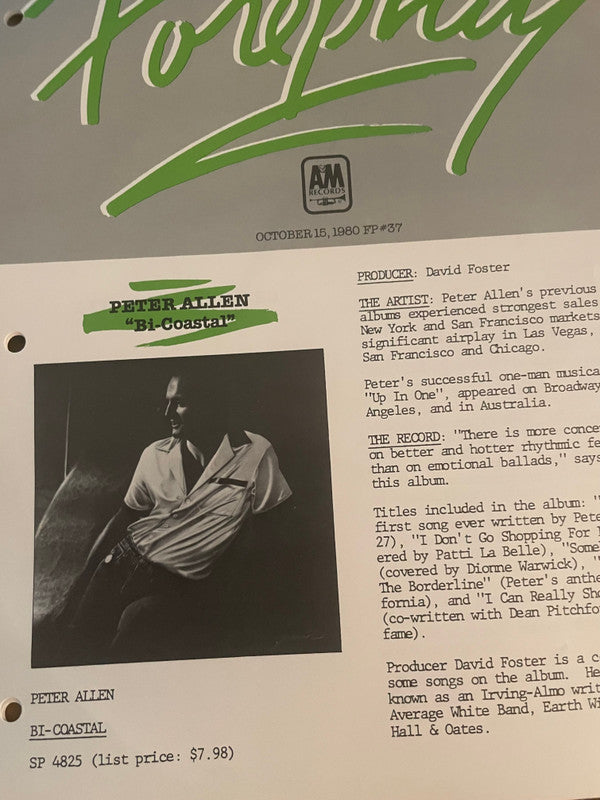 Foreplay
A&M
RECORDS
OCTOBER 15, 1980 FP#37
PETER ALLEN
"Bi-Coastal"
PETER ALLEN
BI-COASTAL
SP 4825 (list price: $7.98)
PRODUCER: David Foster
THE ARTIST: Peter Allen's previous
albums experienced strongest sales
New York and San Francisco markets
significant airplay in Las Vegas,
San Francisco and Chicago.
Peter's successful one-man musica
"Up In One", appeared on Broadway
Angeles, and in Australia.
THE RECORD: "There is more conce
on better and hotter rhythmic fe
than on emotional ballads," says
this album.
Titles included in the album: "
first song ever written by Pete
27), "I Don't Go Shopping For
ered by Patti La Belle), "Some
(covered by Dionne Warwick), "
The Borderline" (Peter's anthe
fornia), and "I Can Really Sho
(co-written with Dean Pitchfo
fame).
Producer David Foster is a c
some songs on the album. He
known as an Irving-Almo writ
Average White Band, Earth Wi
Hall & Oates.